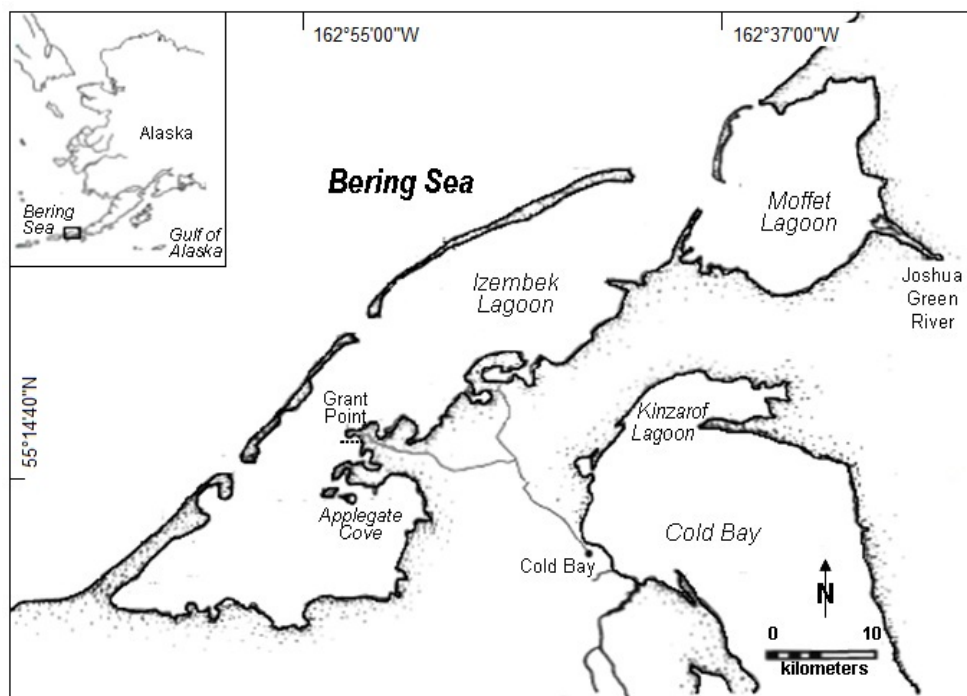 162°55'00"W
162°37'00"W
Alaska
Bering
Sea
Gulf of
Alaska
Bering Sea
Moffet
Lagoon
Izembek
Lagoon
Joshua
Green
River
55°14'40"N
Grant
Point
Kinzarof
Lagoon
Applegate
Cove
Cold Bay
Cold Bay
N
0 10
kilometers